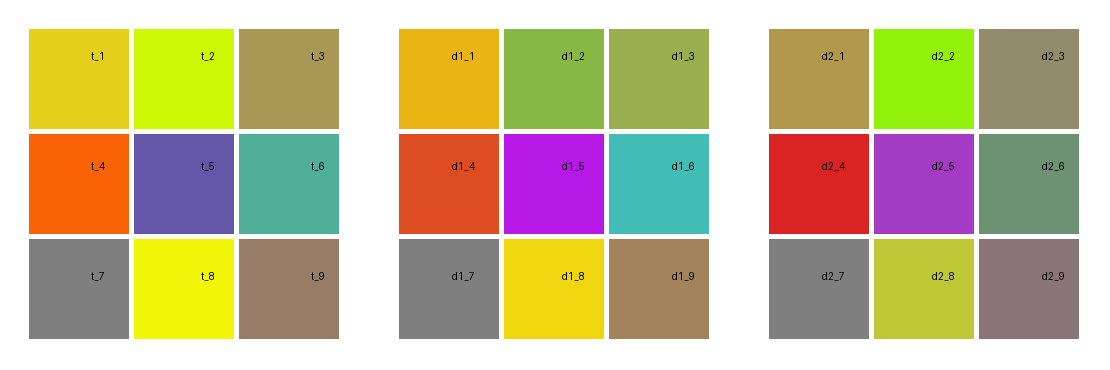 t_1 t_2 t_3 d1_1 d1_2 d1_3 d2_1 d2_2 d2_3
t_4 t_5 t_6 d1_4 d1_5 d1_6 d2_4 d2_5 d2_6
t_7 t_8 t_9 d1_7 d1_8 d1_9 d2_7 d2_8 d2_9